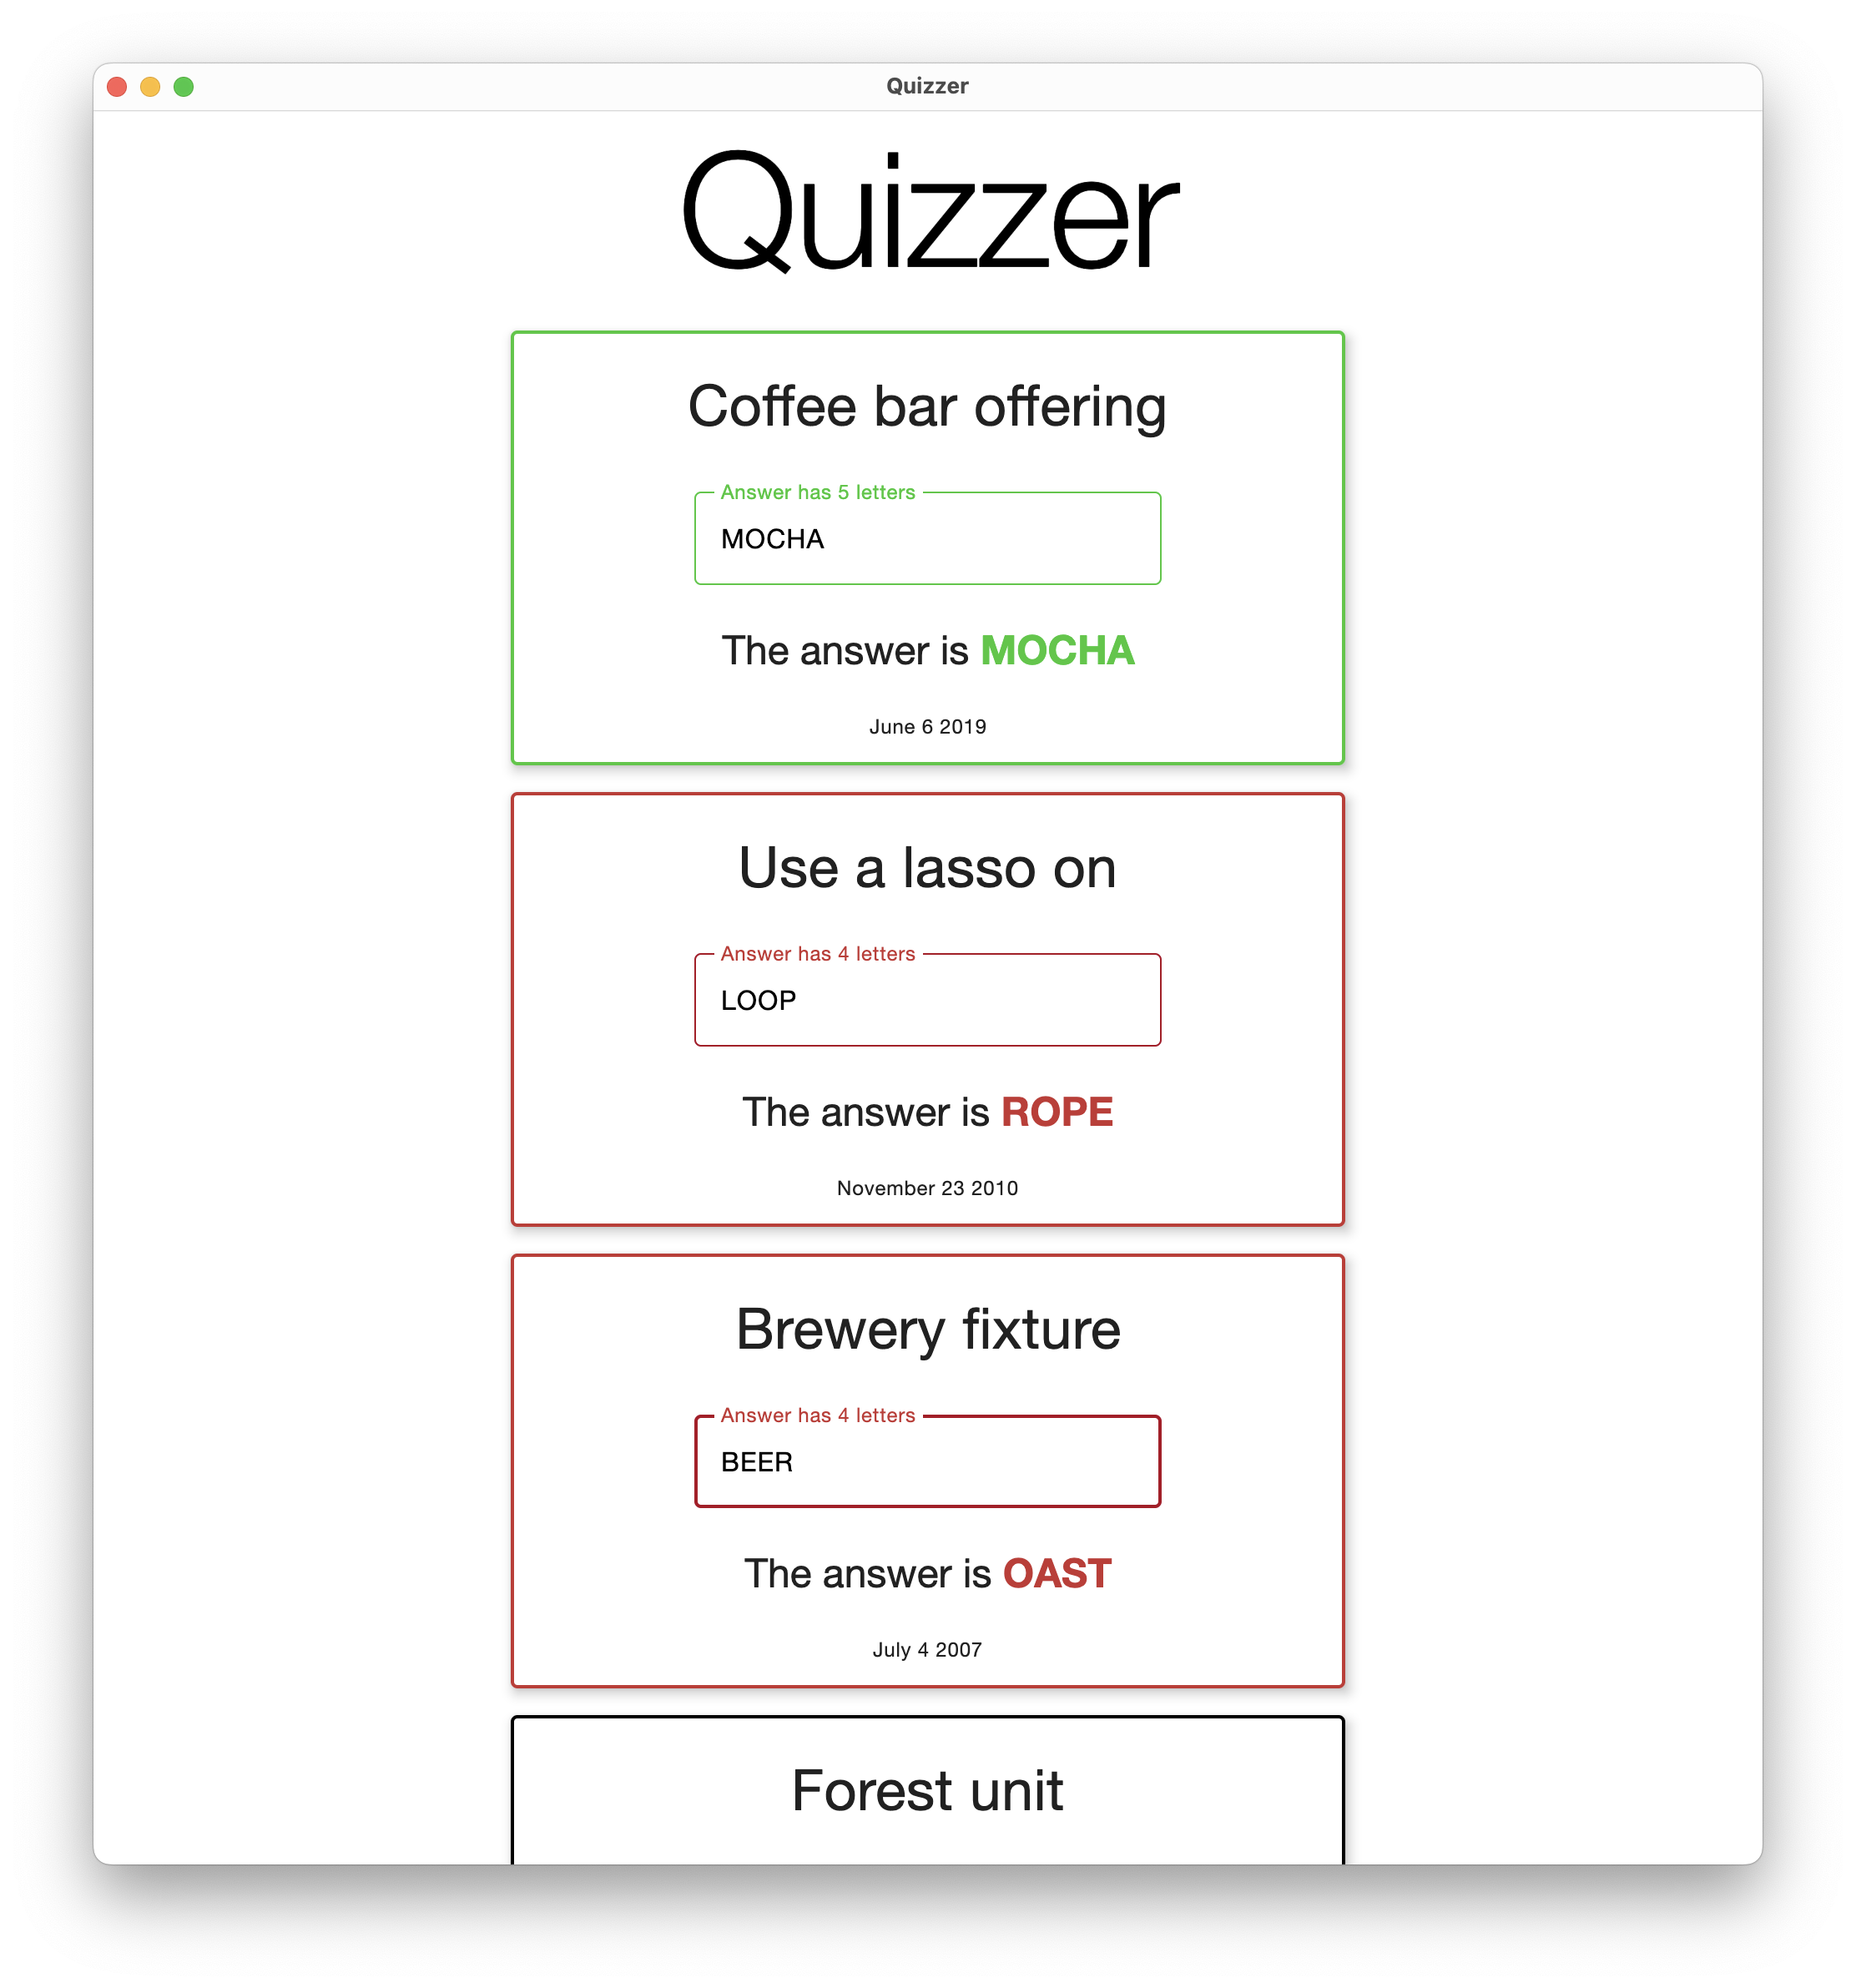 Quizzer
Quizzer
Coffee bar offering
Answer has 5 letters
MOCHA
The answer is MOCHA
June 6 2019
Use a lasso on
Answer has 4 letters
LOOP
The answer is ROPE
November 23 2010
Brewery fixture
Answer has 4 letters
BEER
The answer is OAST
July 4 2007
Forest unit